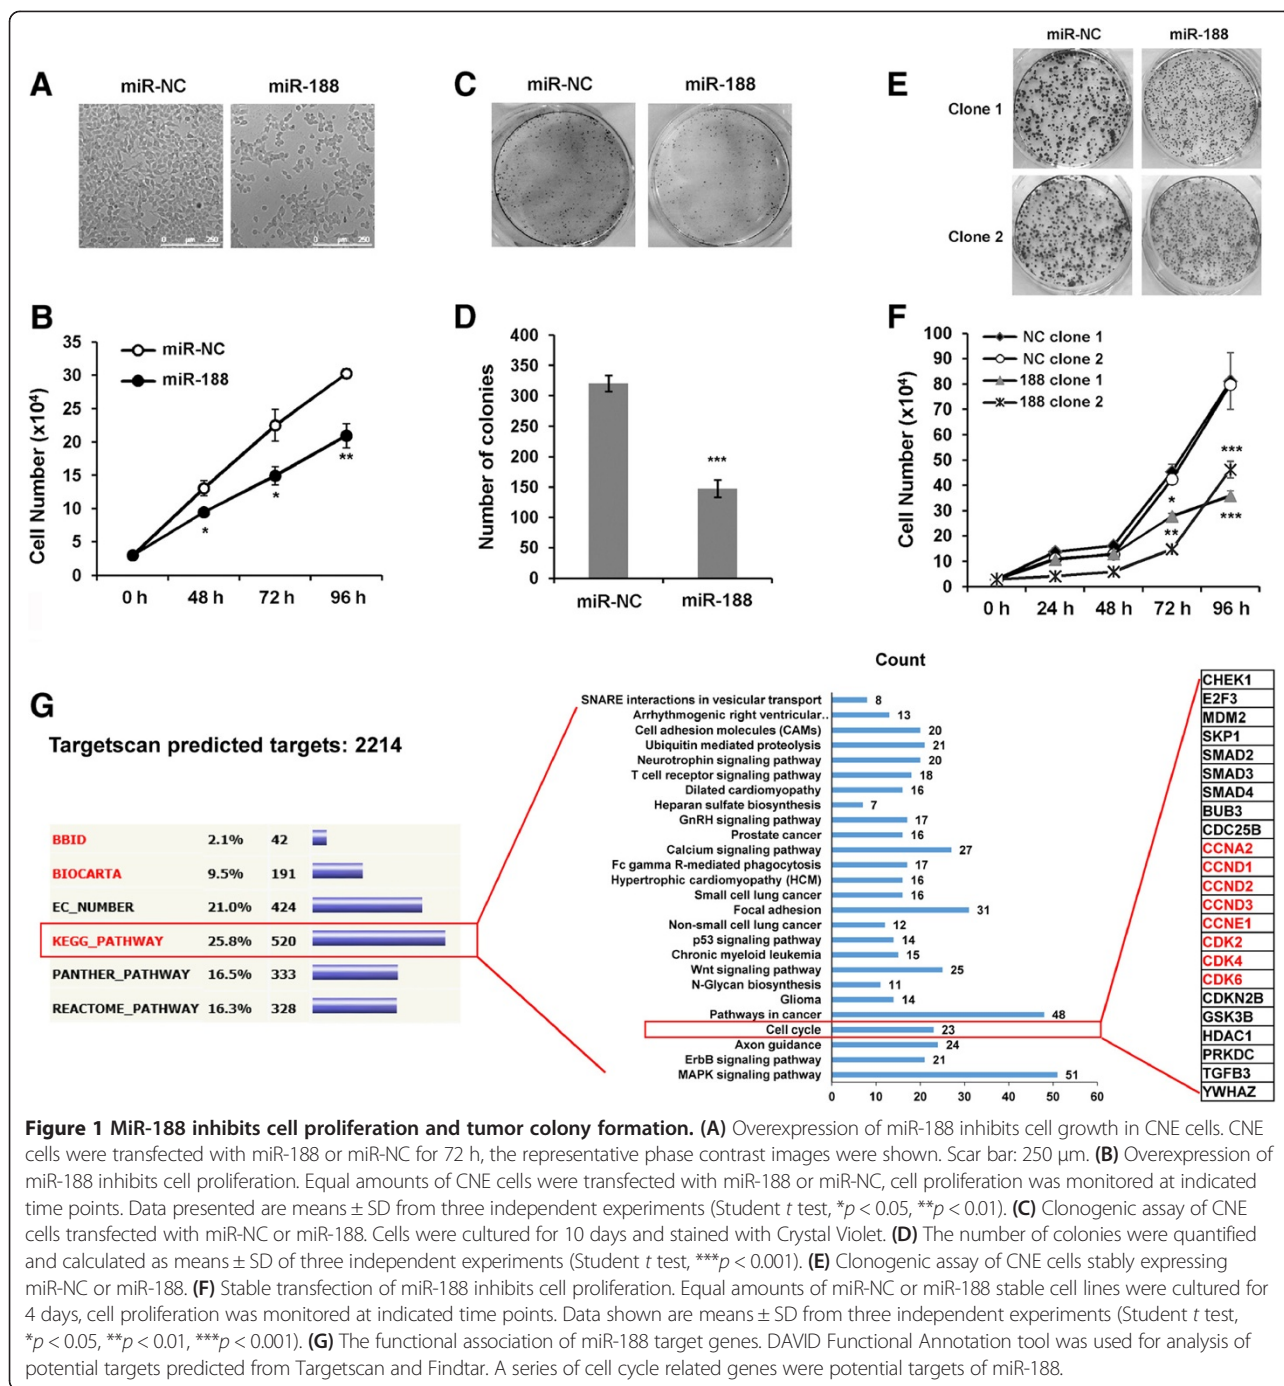 A
miR-NC
miR-188
0 µm 250
0 µm 250
C
miR-NC
miR-188
E
miR-NC
miR-188
Clone 1
Clone 2
B
Cell Number (x10⁴)
35
30
25
20
15
10
5
0
miR-NC
miR-188
*
*
**
0 h
48 h
72 h
96 h
D
Number of colonies
400
350
300
250
200
150
100
50
0
***
miR-NC
miR-188
F
Cell Number (x10⁴)
100
90
80
70
60
50
40
30
20
10
0
NC clone 1
NC clone 2
188 clone 1
188 clone 2
*
**
***
***
0 h
24 h
48 h
72 h
96 h
G
Targetscan predicted targets: 2214
BBID 2.1% 42
BIOCARTA 9.5% 191
EC_NUMBER 21.0% 424
KEGG_PATHWAY 25.8% 520
PANTHER_PATHWAY 16.5% 333
REACTOME_PATHWAY 16.3% 328
Count
SNARE interactions in vesicular transport 8
Arrhythmogenic right ventricular.. 13
Cell adhesion molecules (CAMs) 20
Ubiquitin mediated proteolysis 21
Neurotrophin signaling pathway 20
T cell receptor signaling pathway 18
Dilated cardiomyopathy 16
Heparan sulfate biosynthesis 7
GnRH signaling pathway 17
Prostate cancer 16
Calcium signaling pathway 27
Fc gamma R-mediated phagocytosis 17
Hypertrophic cardiomyopathy (HCM) 16
Small cell lung cancer 16
Focal adhesion 31
Non-small cell lung cancer 12
p53 signaling pathway 14
Chronic myeloid leukemia 15
Wnt signaling pathway 25
N-Glycan biosynthesis 11
Glioma 14
Pathways in cancer 48
Cell cycle 23
Axon guidance 24
ErbB signaling pathway 21
MAPK signaling pathway 51
0 10 20 30 40 50 60
CHEK1
E2F3
MDM2
SKP1
SMAD2
SMAD3
SMAD4
BUB3
CDC25B
CCNA2
CCND1
CCND2
CCND3
CCNE1
CDK2
CDK4
CDK6
CDKN2B
GSK3B
HDAC1
PRKDC
TGFB3
YWHAZ
Figure 1 MiR-188 inhibits cell proliferation and tumor colony formation. (A) Overexpression of miR-188 inhibits cell growth in CNE cells. CNE
cells were transfected with miR-188 or miR-NC for 72 h, the representative phase contrast images were shown. Scar bar: 250 µm. (B) Overexpression of
miR-188 inhibits cell proliferation. Equal amounts of CNE cells were transfected with miR-188 or miR-NC, cell proliferation was monitored at indicated
time points. Data presented are means ± SD from three independent experiments (Student t test, *p < 0.05, **p < 0.01). (C) Clonogenic assay of CNE
cells transfected with miR-NC or miR-188. Cells were cultured for 10 days and stained with Crystal Violet. (D) The number of colonies were quantified
and calculated as means ± SD of three independent experiments (Student t test, ***p < 0.001). (E) Clonogenic assay of CNE cells stably expressing
miR-NC or miR-188. (F) Stable transfection of miR-188 inhibits cell proliferation. Equal amounts of miR-NC or miR-188 stable cell lines were cultured for
4 days, cell proliferation was monitored at indicated time points. Data shown are means ± SD from three independent experiments (Student t test,
*p < 0.05, **p < 0.01, ***p < 0.001). (G) The functional association of miR-188 target genes. DAVID Functional Annotation tool was used for analysis of
potential targets predicted from Targetscan and Findtar. A series of cell cycle related genes were potential targets of miR-188.